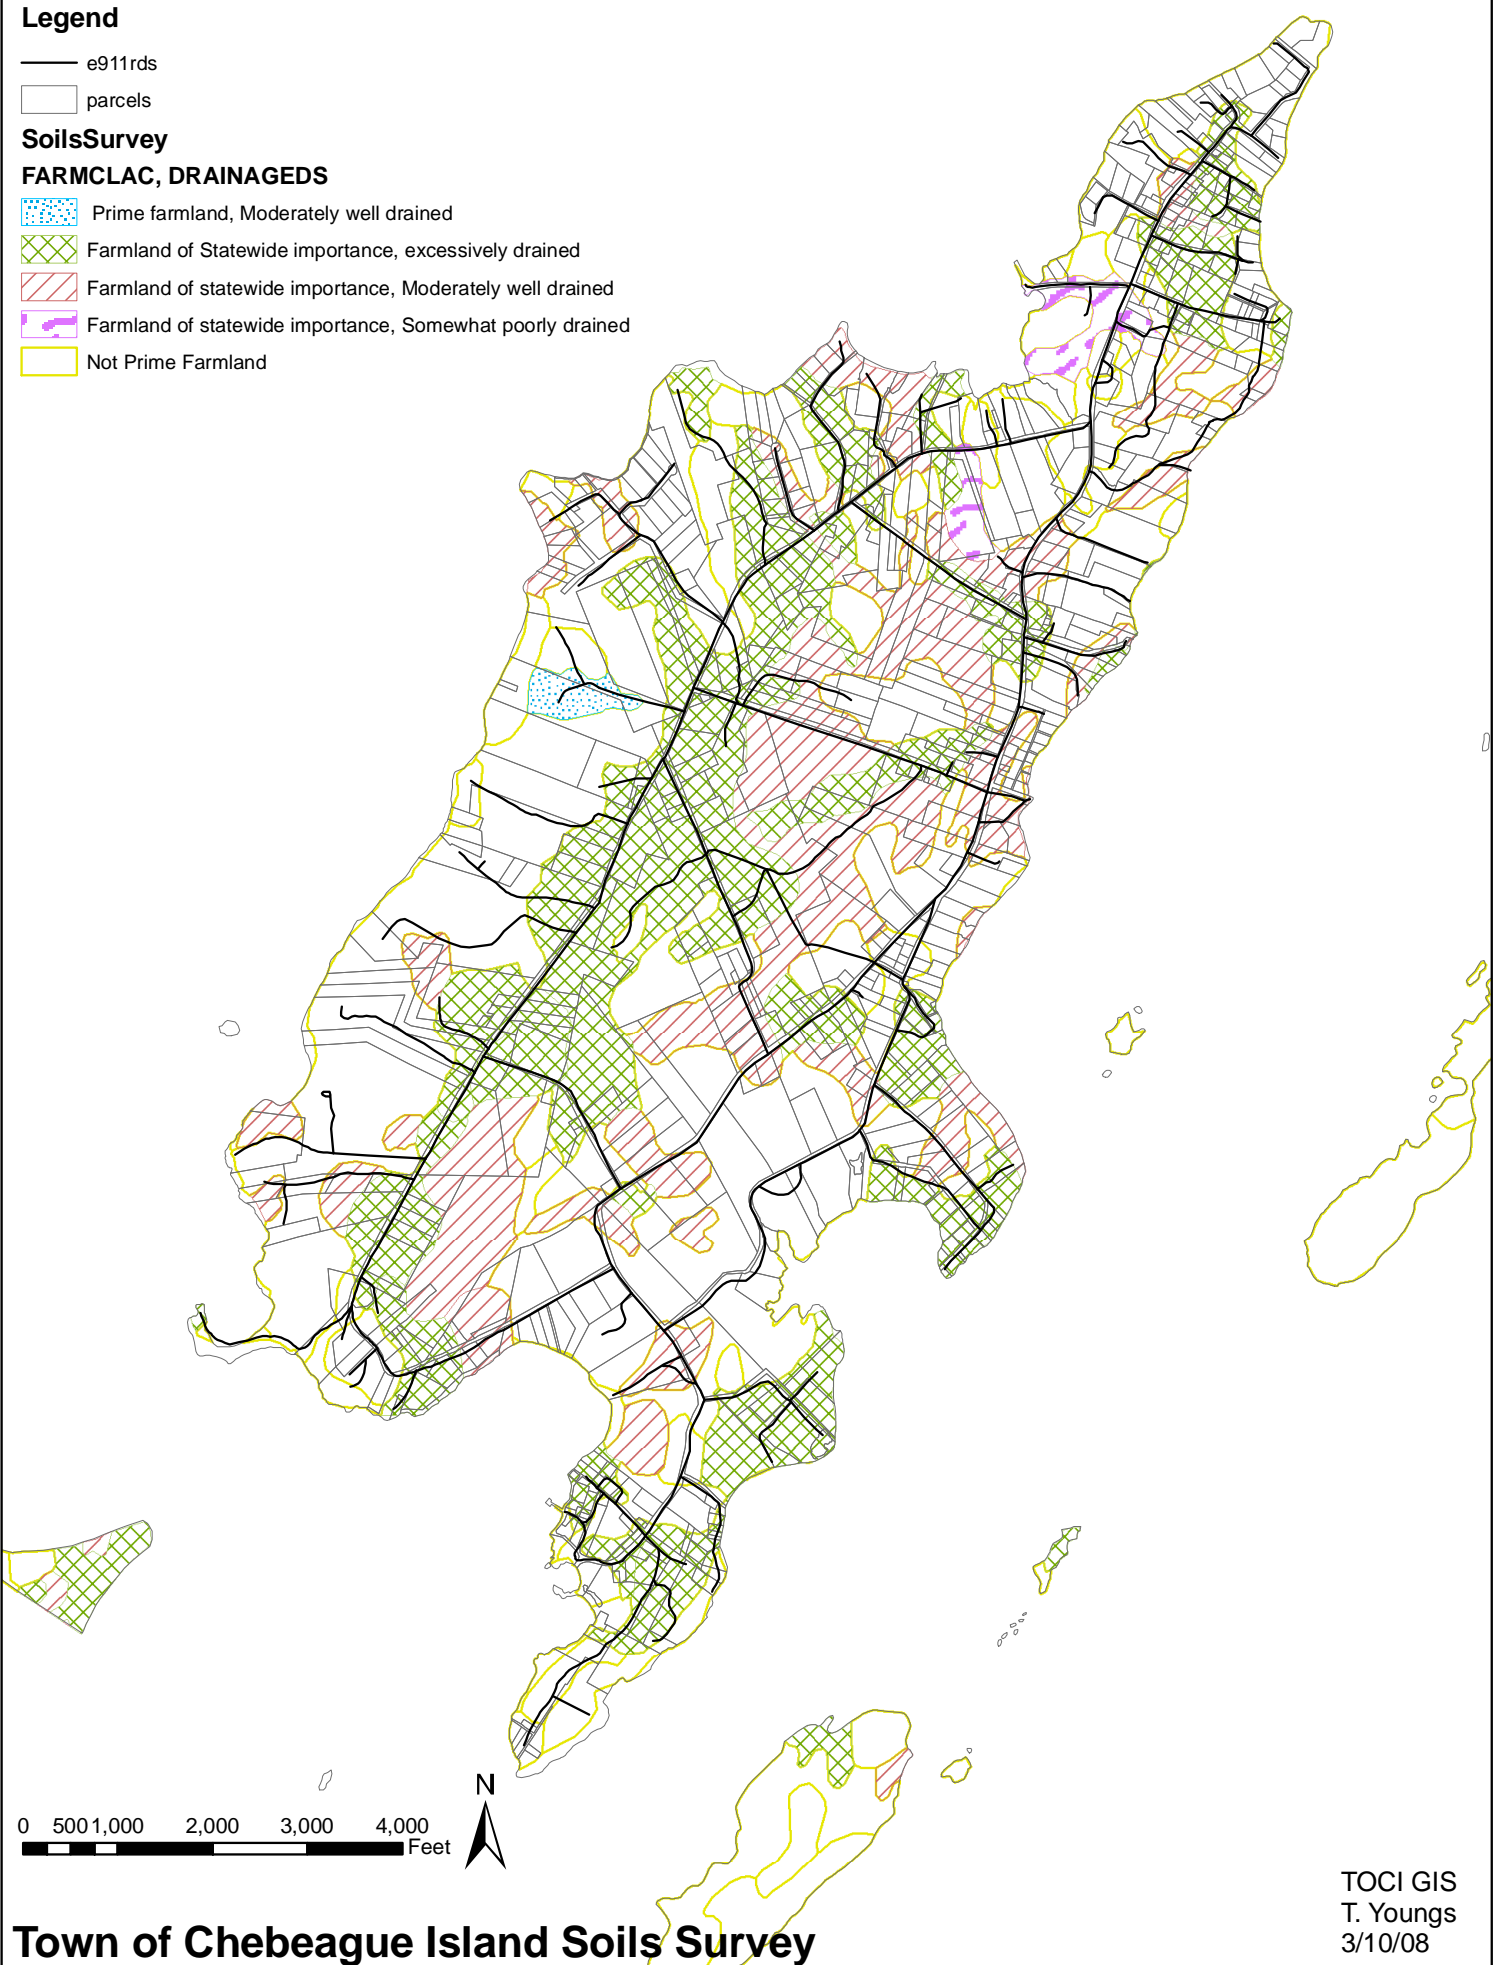 Legend
e911rds
parcels
SoilsSurvey
FARMCLAC, DRAINAGEDS
Prime farmland, Moderately well drained
Farmland of Statewide importance, excessively drained
Farmland of statewide importance, Moderately well drained
Farmland of statewide importance, Somewhat poorly drained
Not Prime Farmland
N
0 500 1,000 2,000 3,000 4,000
Feet
TOCI GIS
T. Youngs
3/10/08
Town of Chebeague Island Soils Survey